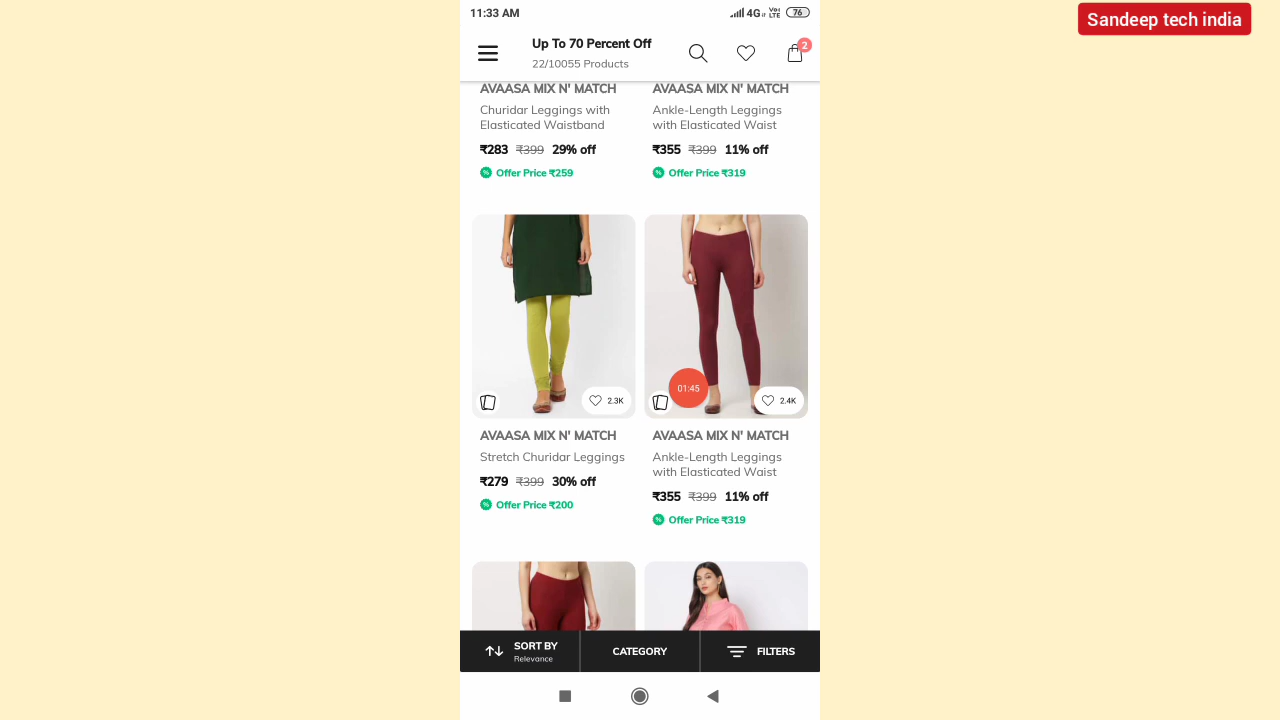 Sandeep tech india
11:33 AM
4G
Vo
LTE
76
Up To 70 Percent Off
22/10055 Products
2
AVAASA MIX N' MATCH
Churidar Leggings with
Elasticated Waistband
₹283 ₹399 29% off
Offer Price ₹259
AVAASA MIX N' MATCH
Ankle-Length Leggings
with Elasticated Waist
₹355 ₹399 11% off
Offer Price ₹319
2.3K
01:45
2.4K
AVAASA MIX N' MATCH
Stretch Churidar Leggings
₹279 ₹399 30% off
Offer Price ₹200
AVAASA MIX N' MATCH
Ankle-Length Leggings
with Elasticated Waist
₹355 ₹399 11% off
Offer Price ₹319
SORT BY
Relevance
CATEGORY
FILTERS